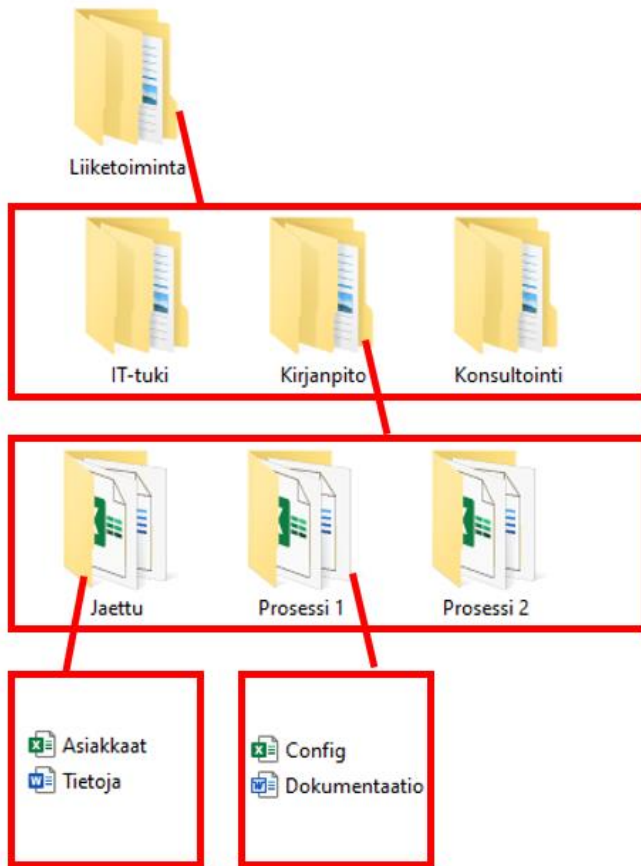 Liiketoiminta
IT-tuki Kirjanpito Konsultointi
Jaettu Prosessi 1 Prosessi 2
Asiakkaat
Tietoja
Config
Dokumentaatio